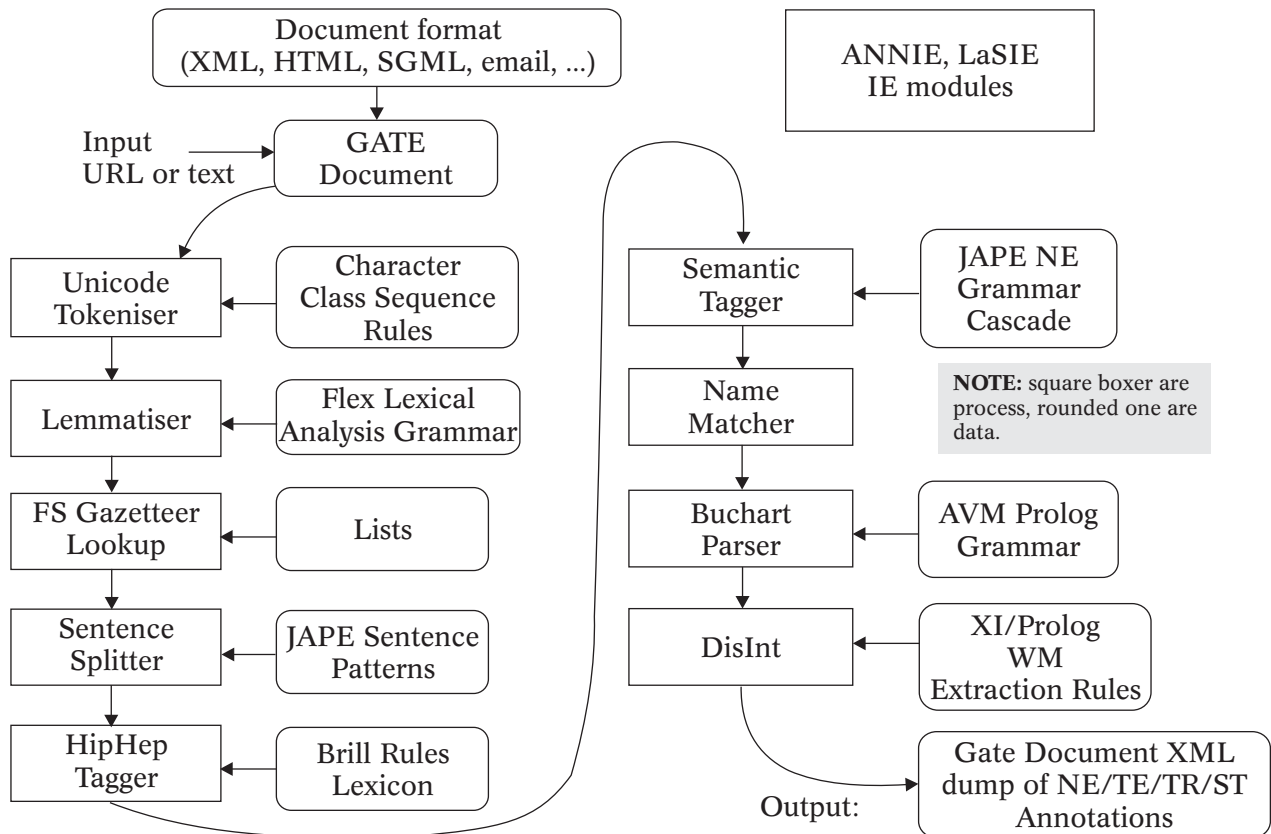 Document format
(XML, HTML, SGML, email, ...)
ANNIE, LaSIE
IE modules
Input
URL or text
GATE
Document
Unicode
Tokeniser
Character
Class Sequence
Rules
Lemmatiser
Flex Lexical
Analysis Grammar
FS Gazetteer
Lookup
Lists
Sentence
Splitter
JAPE Sentence
Patterns
HipHep
Tagger
Brill Rules
Lexicon
Semantic
Tagger
JAPE NE
Grammar
Cascade
NOTE: square boxer are
process, rounded one are
data.
Name
Matcher
Buchart
Parser
AVM Prolog
Grammar
DisInt
XI/Prolog
WM
Extraction Rules
Output:
Gate Document XML
dump of NE/TE/TR/ST
Annotations